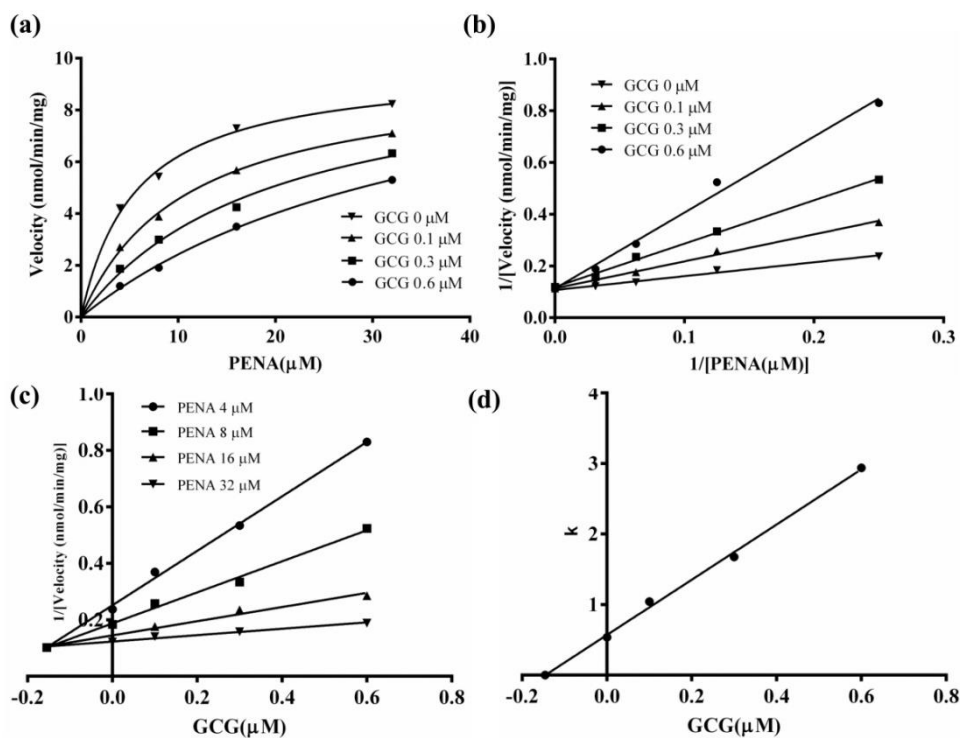 (a)
Velocity (nmol/min/mg)
10
8
6
4
2
0
0
10
20
30
40
PENA(μM)
GCG 0 μM
GCG 0.1 μM
GCG 0.3 μM
GCG 0.6 μM
(b)
1/[Velocity (nmol/min/mg)]
1.0
0.8
0.6
0.4
0.2
0.0
0.0
0.1
0.2
0.3
1/[PENA(μM)]
GCG 0 μM
GCG 0.1 μM
GCG 0.3 μM
GCG 0.6 μM
(c)
1/[Velocity (nmol/min/mg)]
1.0
0.8
0.6
0.4
0.2
-0.2
0.0
0.2
0.4
0.6
0.8
GCG(μM)
PENA 4 μM
PENA 8 μM
PENA 16 μM
PENA 32 μM
(d)
k
4
3
2
1
-0.2
0.0
0.2
0.4
0.6
0.8
GCG(μM)